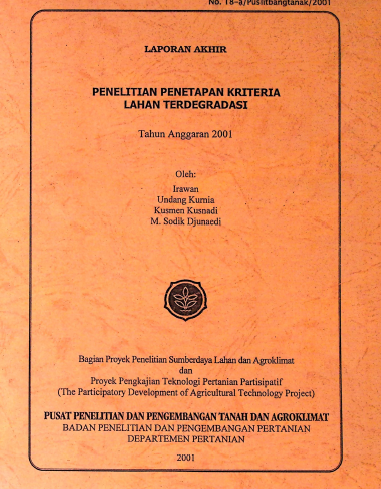 No. 18-a/Puslitbangtanak/2001
LAPORAN AKHIR
PENELITIAN PENETAPAN KRITERIA
LAHAN TERDEGRADASI
Tahun Anggaran 2001
Oleh:
Irawan
Undang Kurnia
Kusmen Kusnadi
M. Sodik Djunaedi
Bagian Proyek Penelitian Sumberdaya Lahan dan Agroklimat
dan
Proyek Pengkajian Teknologi Pertanian Partisipatif
(The Participatory Development of Agricultural Technology Project)
PUSAT PENELITIAN DAN PENGEMBANGAN TANAH DAN AGROKLIMAT
BADAN PENELITIAN DAN PENGEMBANGAN PERTANIAN
DEPARTEMEN PERTANIAN
2001